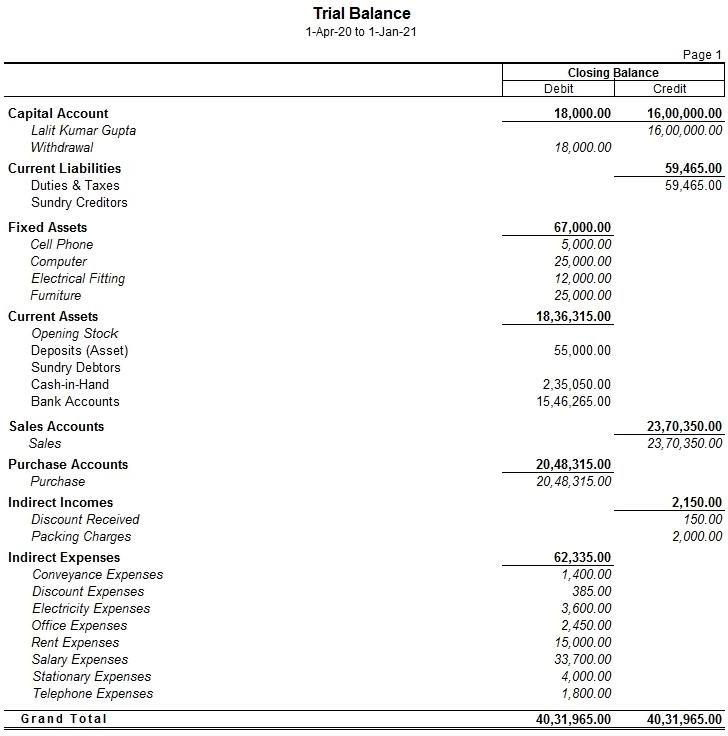 Trial Balance
1-Apr-20 to 1-Jan-21
Page 1
Closing Balance
Debit Credit
Capital Account 18,000.00 16,00,000.00
Lalit Kumar Gupta 16,00,000.00
Withdrawal 18,000.00
Current Liabilities 59,465.00
Duties & Taxes 59,465.00
Sundry Creditors
Fixed Assets 67,000.00
Cell Phone 5,000.00
Computer 25,000.00
Electrical Fitting 12,000.00
Furniture 25,000.00
Current Assets 18,36,315.00
Opening Stock
Deposits (Asset) 55,000.00
Sundry Debtors
Cash-in-Hand 2,35,050.00
Bank Accounts 15,46,265.00
Sales Accounts 23,70,350.00
Sales 23,70,350.00
Purchase Accounts 20,48,315.00
Purchase 20,48,315.00
Indirect Incomes 2,150.00
Discount Received 150.00
Packing Charges 2,000.00
Indirect Expenses 62,335.00
Conveyance Expenses 1,400.00
Discount Expenses 385.00
Electricity Expenses 3,600.00
Office Expenses 2,450.00
Rent Expenses 15,000.00
Salary Expenses 33,700.00
Stationary Expenses 4,000.00
Telephone Expenses 1,800.00
Grand Total 40,31,965.00 40,31,965.00